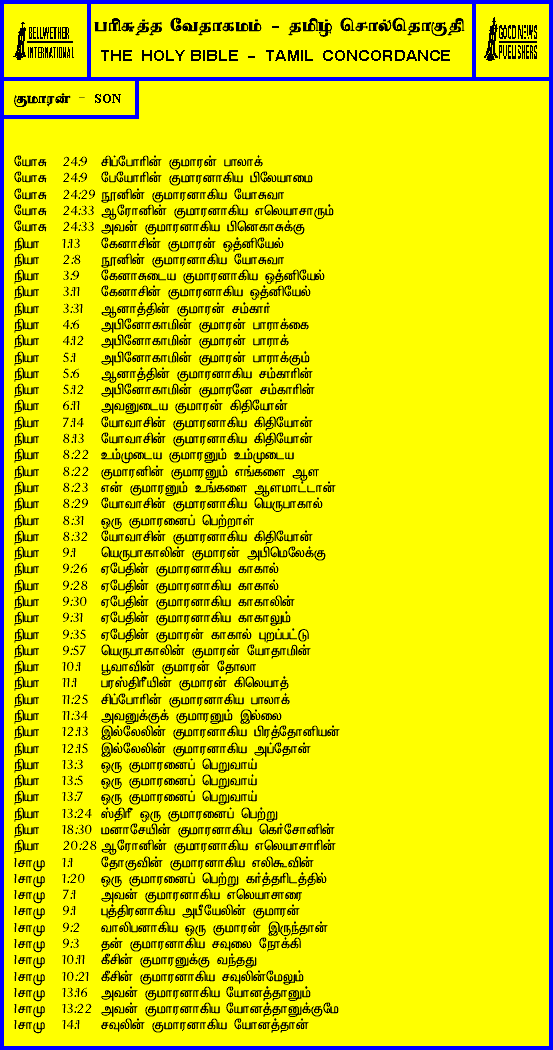 BELLWETHER INTERNATIONAL
பரிசுத்த வேதாகமம் - தமிழ் சொல்தொகுதி
THE HOLY BIBLE - TAMIL CONCORDANCE
GOOD NEWS PUBLISHERS
குமாரன் - SON
யோசு 24:9 சிப்போரின் குமாரன் பாலாக்
யோசு 24:9 பேயோரின் குமாரனாகிய பிலேயாமை
யோசு 24:29 நூனின் குமாரனாகிய யோசுவா
யோசு 24:33 ஆரோனின் குமாரனாகிய எலெயாசாரும்
யோசு 24:33 அவன் குமாரனாகிய பினெகாசுக்கு
நியா 1:13 கேனாசின் குமாரன் ஒத்னியேல்
நியா 2:8 நூனின் குமாரனாகிய யோசுவா
நியா 3:9 கேனாசுடைய குமாரனாகிய ஒத்னியேல்
நியா 3:11 கேனாசின் குமாரனாகிய ஒத்னியேல்
நியா 3:31 ஆனாத்தின் குமாரன் சம்கார்
நியா 4:6 அபினோகாமின் குமாரன் பாராக்கை
நியா 4:12 அபினோகாமின் குமாரன் பாராக்
நியா 5:1 அபினோகாமின் குமாரன் பாராக்கும்
நியா 5:6 ஆனாத்தின் குமாரனாகிய சம்காரின்
நியா 5:12 அபினோகாமின் குமாரனே சம்காரின்
நியா 6:11 அவனுடைய குமாரன் கிதியோன்
நியா 7:14 யோவாசின் குமாரனாகிய கிதியோன்
நியா 8:13 யோவாசின் குமாரனாகிய கிதியோன்
நியா 8:22 உம்முடைய குமாரனும் உம்முடைய
நியா 8:22 குமாரனின் குமாரனும் எங்களை ஆள
நியா 8:23 என் குமாரனும் உங்களை ஆளமாட்டான்
நியா 8:29 யோவாசின் குமாரனாகிய யெருபாகால்
நியா 8:31 ஒரு குமாரனைப் பெற்றாள்
நியா 8:32 யோவாசின் குமாரனாகிய கிதியோன்
நியா 9:1 யெருபாகாலின் குமாரன் அபிமெலேக்கு
நியா 9:26 ஏபேதின் குமாரனாகிய காகால்
நியா 9:28 ஏபேதின் குமாரனாகிய காகால்
நியா 9:30 ஏபேதின் குமாரனாகிய காகாலின்
நியா 9:31 ஏபேதின் குமாரனாகிய காகாலும்
நியா 9:35 ஏபேதின் குமாரன் காகால் புறப்பட்டு
நியா 9:57 யெருபாகாலின் குமாரன் யோதாமின்
நியா 10:1 பூவாவின் குமாரன் தோலா
நியா 11:1 பரஸ்திரீயின் குமாரன் கிலெயாத்
நியா 11:25 சிப்போரின் குமாரனாகிய பாலாக்
நியா 11:34 அவனுக்குக் குமாரனும் இல்லை
நியா 12:13 இல்லேலின் குமாரனாகிய பிரத்தோனியன்
நியா 12:15 இல்லேலின் குமாரனாகிய அப்தோன்
நியா 13:3 ஒரு குமாரனைப் பெறுவாய்
நியா 13:5 ஒரு குமாரனைப் பெறுவாய்
நியா 13:7 ஒரு குமாரனைப் பெறுவாய்
நியா 13:24 ஸ்திரீ ஒரு குமாரனைப் பெற்று
நியா 18:30 மனாசேயின் குமாரனாகிய கெர்சோனின்
நியா 20:28 ஆரோனின் குமாரனாகிய எலெயாசாரின்
1சாமு 1:1 தோகுவின் குமாரனாகிய எலிகூவின்
1சாமு 1:20 ஒரு குமாரனைப் பெற்று கர்த்தரிடத்தில்
1சாமு 7:1 அவன் குமாரனாகிய எலெயாசாரை
1சாமு 9:1 புத்திரனாகிய அபீயேலின் குமாரன்
1சாமு 9:2 வாலிபனாகிய ஒரு குமாரன் இருந்தான்
1சாமு 9:3 தன் குமாரனாகிய சவுலை நோக்கி
1சாமு 10:11 கீசின் குமாரனுக்கு வந்தது
1சாமு 10:21 கீசின் குமாரனாகிய சவுலின்மேலும்
1சாமு 13:16 அவன் குமாரனாகிய யோனத்தானும்
1சாமு 13:22 அவன் குமாரனாகிய யோனத்தானுக்குமே
1சாமு 14:1 சவுலின் குமாரனாகிய யோனத்தான்